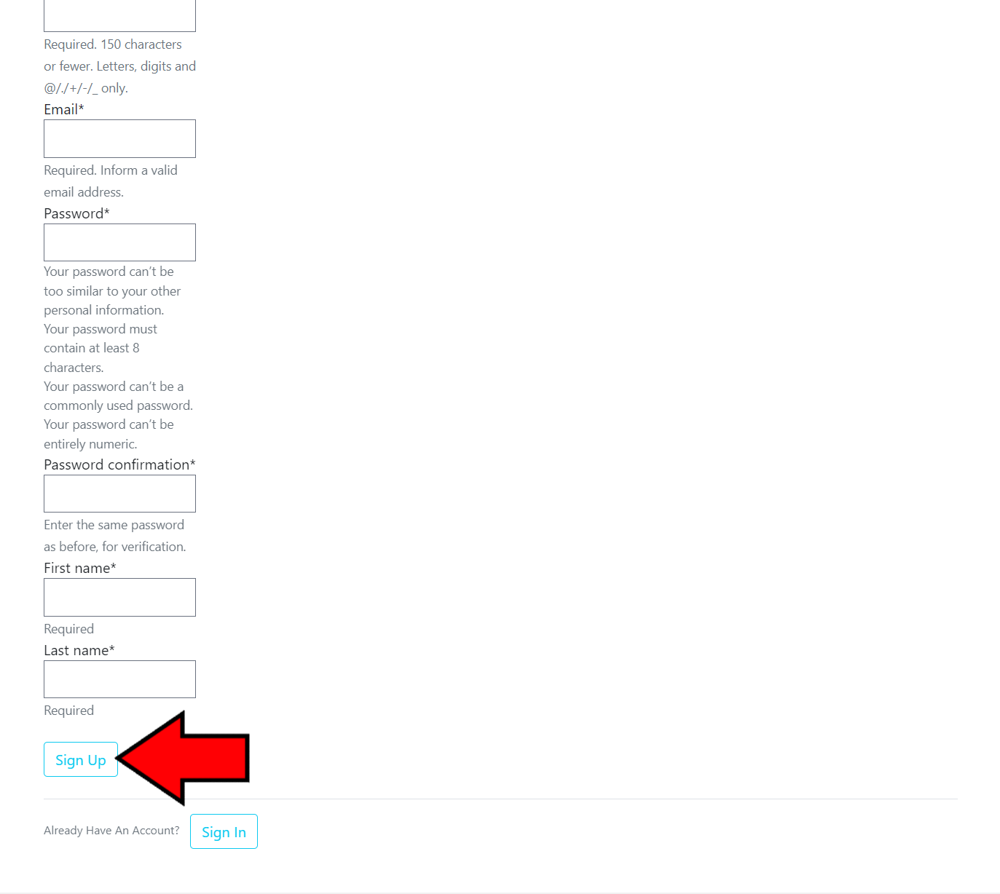 Required. 150 characters
or fewer. Letters, digits and
@/./+/-/_ only.
Email*
Required. Inform a valid
email address.
Password*
Your password can’t be
too similar to your other
personal information.
Your password must
contain at least 8
characters.
Your password can’t be a
commonly used password.
Your password can’t be
entirely numeric.
Password confirmation*
Enter the same password
as before, for verification.
First name*
Required
Last name*
Required
Sign Up
Already Have An Account? Sign In